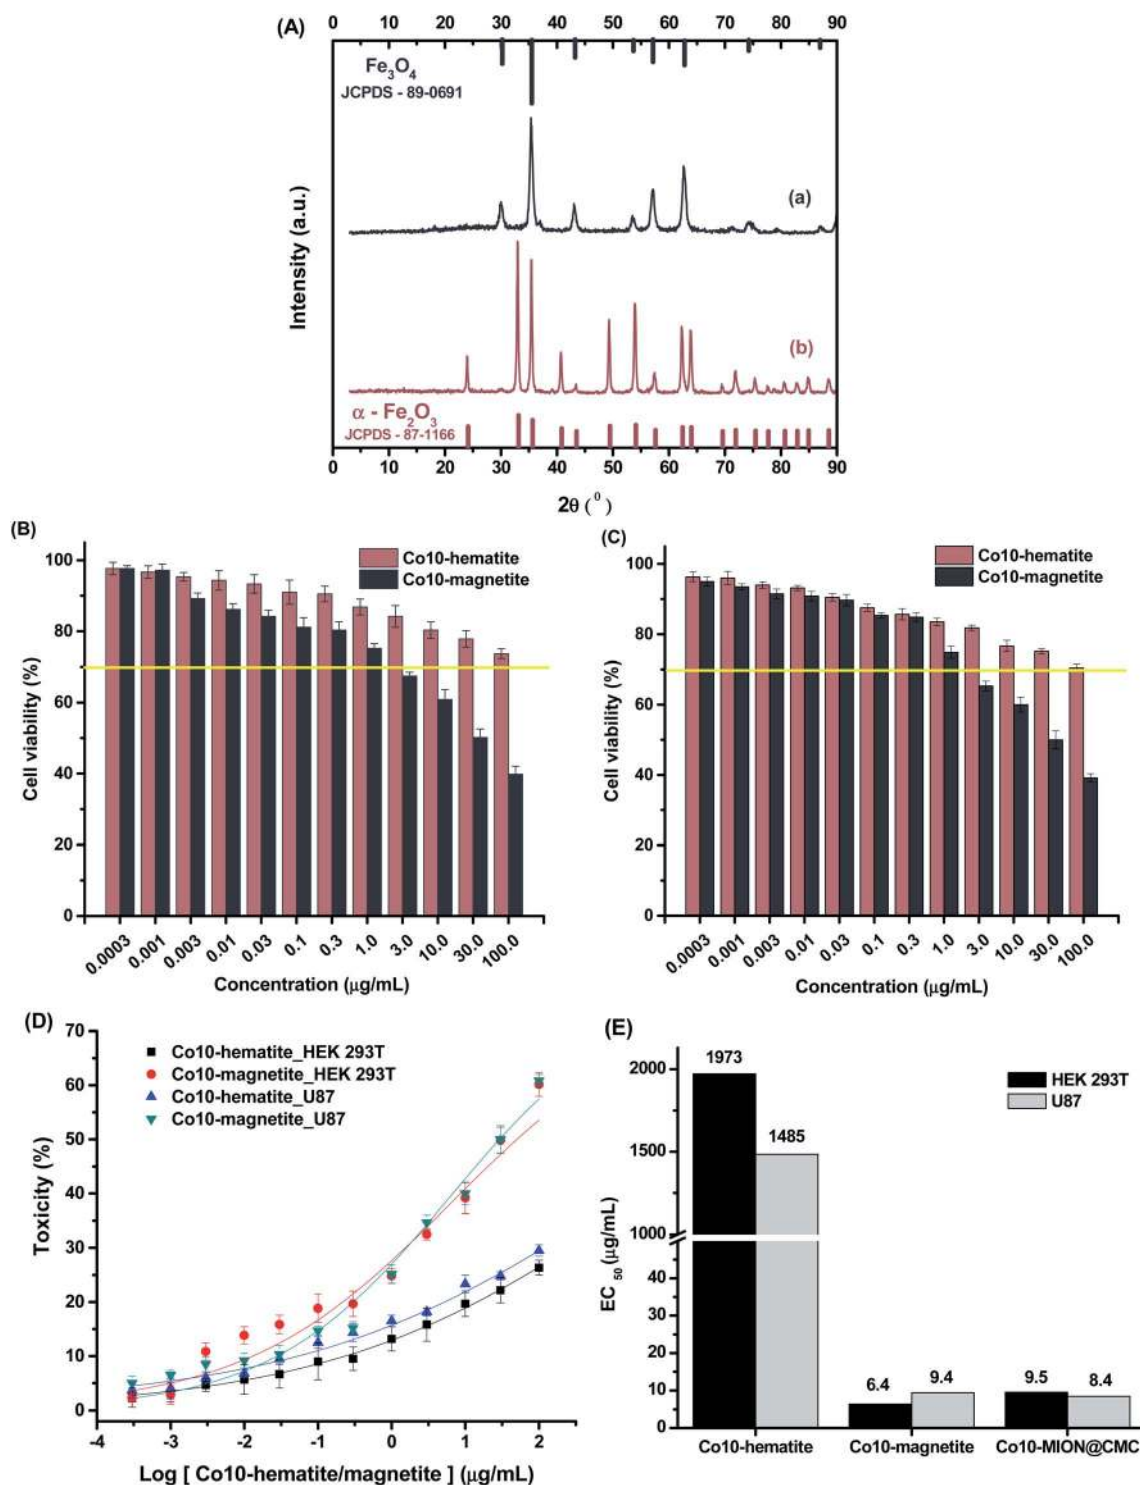 (A)
0 10 20 30 40 50 60 70 80 90
Fe3O4
JCPDS - 89-0691
(a)
Intensity (a.u.)
(b)
α - Fe2O3
JCPDS - 87-1166
0 10 20 30 40 50 60 70 80 90
2θ (0)
(B)
Co10-hematite
Co10-magnetite
100
80
60
40
20
0
Cell viability (%)
0.0003 0.001 0.003 0.01 0.03 0.1 0.3 1.0 3.0 10.0 30.0 100.0
Concentration (μg/mL)
(C)
Co10-hematite
Co10-magnetite
100
80
60
40
20
0
Cell viability (%)
0.0003 0.001 0.003 0.01 0.03 0.1 0.3 1.0 3.0 10.0 30.0 100.0
Concentration (μg/mL)
(D)
Co10-hematite_HEK 293T
Co10-magnetite_HEK 293T
Co10-hematite_U87
Co10-magnetite_U87
70
60
50
40
30
20
10
0
Toxicity (%)
-4 -3 -2 -1 0 1 2
Log [ Co10-hematite/magnetite ] (μg/mL)
(E)
HEK 293T
U87
2000
1500
1000
40
30
20
10
0
EC 50 (μg/mL)
1973
1485
6.4
9.4
9.5
8.4
Co10-hematite Co10-magnetite Co10-MION@CMC